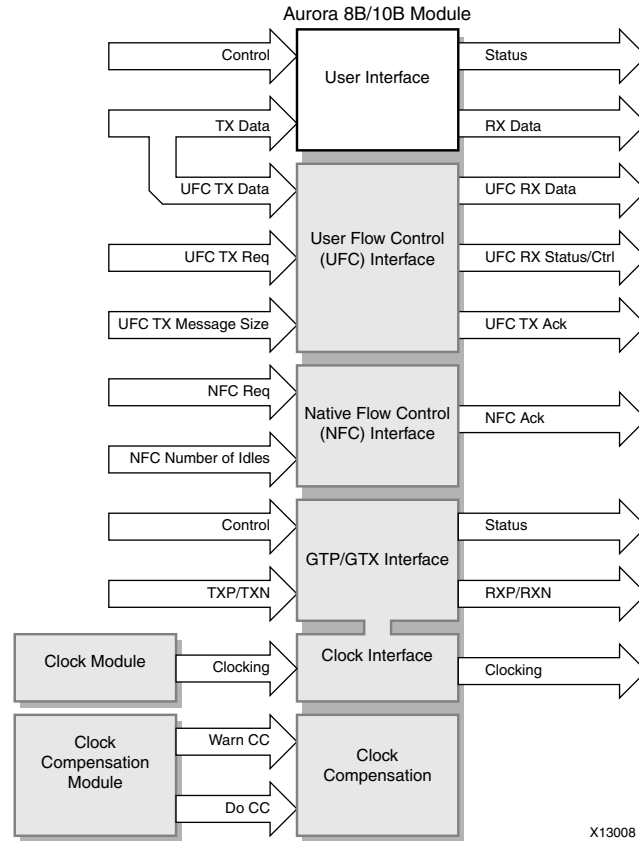 Aurora 8B/10B Module
Control
User Interface
Status
TX Data
RX Data
UFC TX Data
UFC RX Data
UFC TX Req
User Flow Control
(UFC) Interface
UFC RX Status/Ctrl
UFC TX Message Size
UFC TX Ack
NFC Req
Native Flow Control
(NFC) Interface
NFC Ack
NFC Number of Idles
Control
Status
GTP/GTX Interface
TXP/TXN
RXP/RXN
Clock Module
Clocking
Clock Interface
Clocking
Clock
Compensation
Module
Warn CC
Clock
Compensation
Do CC
X13008